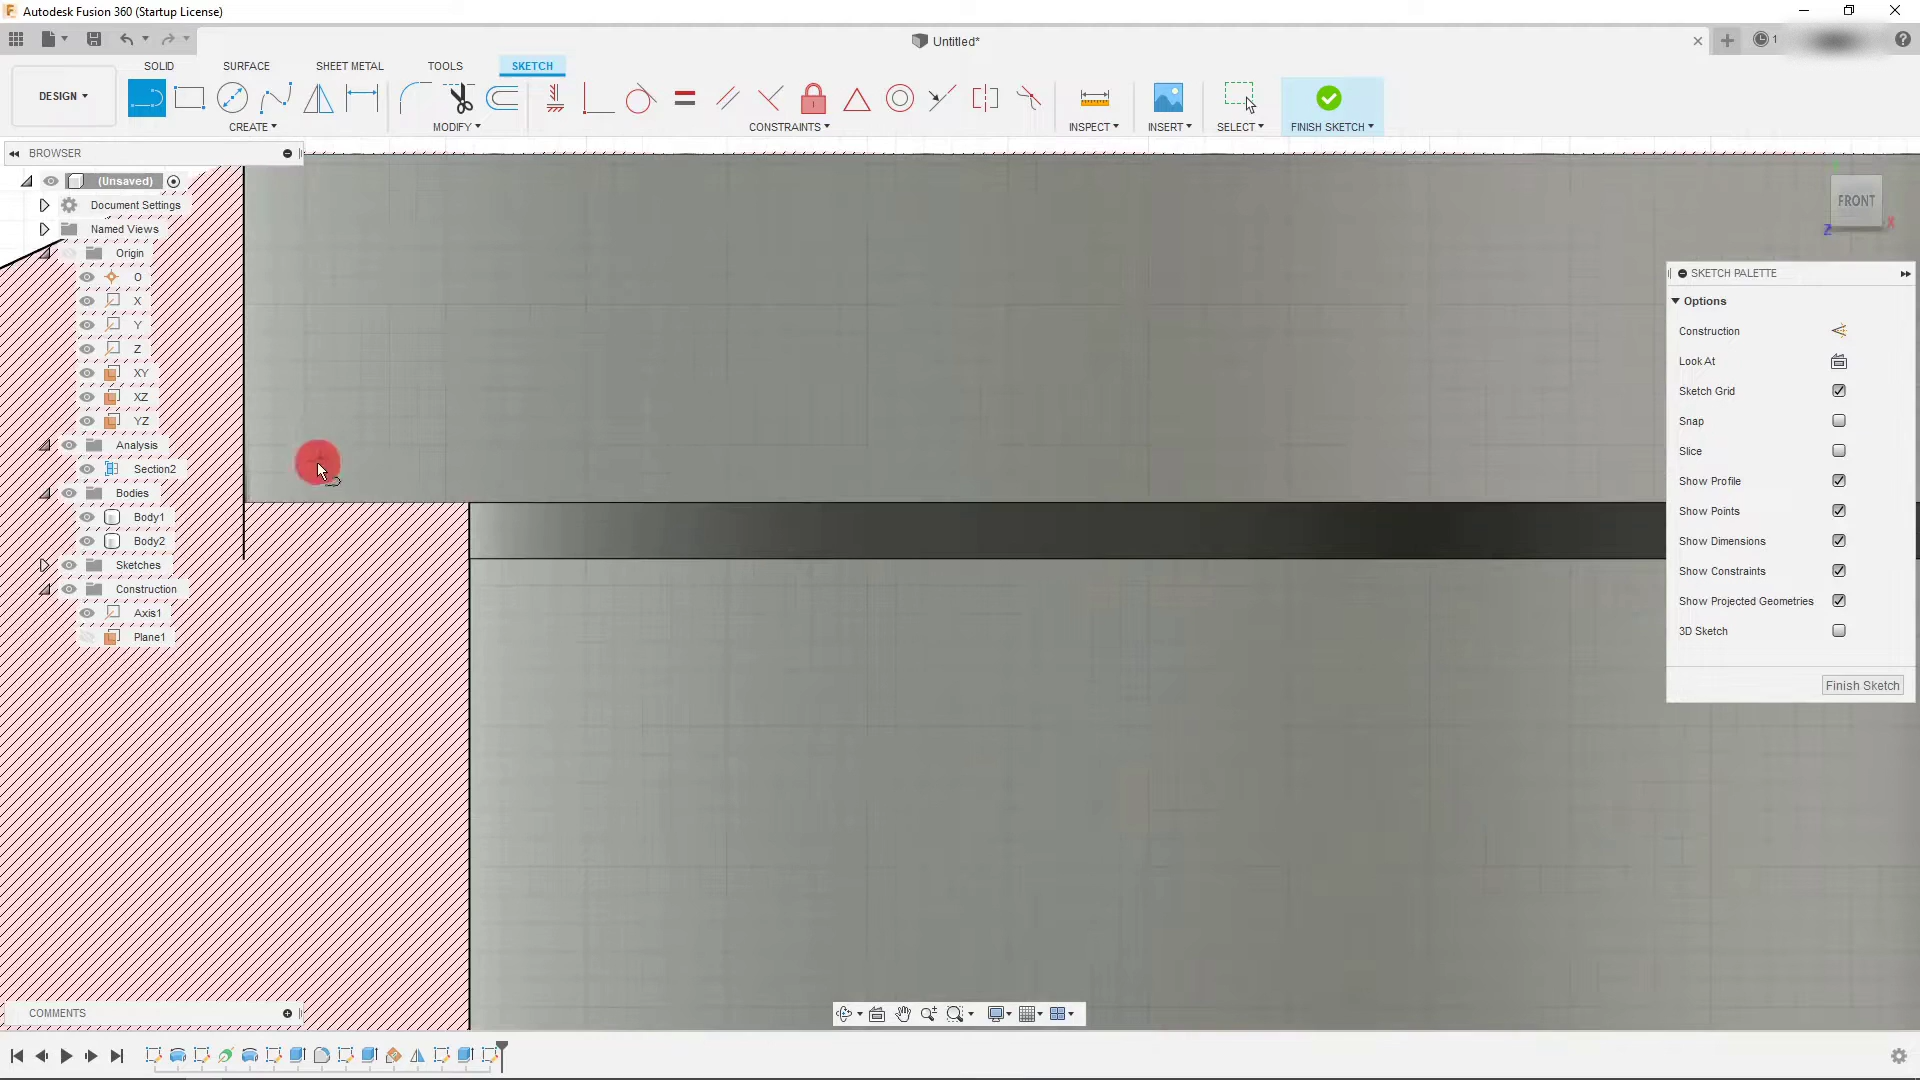 Autodesk Fusion 360 (Startup License)
Untitled*
1
SOLID
SURFACE
SHEET METAL
TOOLS
SKETCH
DESIGN
CREATE
MODIFY
CONSTRAINTS
INSPECT
INSERT
SELECT
FINISH SKETCH
BROWSER
(Unsaved)
Document Settings
Named Views
Origin
O
X
Y
Z
XY
XZ
YZ
Analysis
Section2
Bodies
Body1
Body2
Sketches
Construction
Axis1
Plane1
FRONT
Z
X
SKETCH PALETTE
Options
Construction
Look At
Sketch Grid
Snap
Slice
Show Profile
Show Points
Show Dimensions
Show Constraints
Show Projected Geometries
3D Sketch
Finish Sketch
COMMENTS